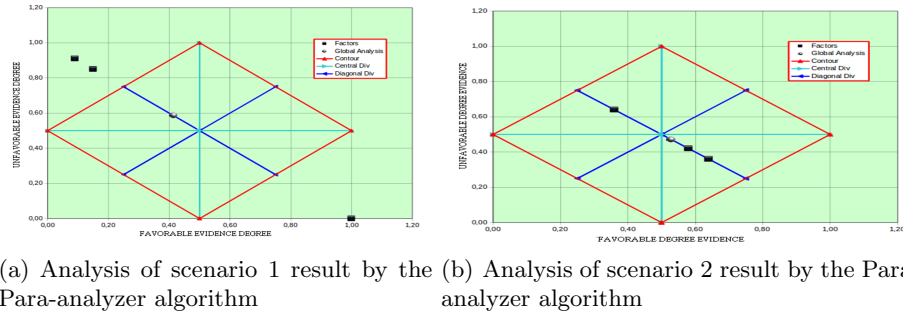 1,20
1,00
0,80
0,60
0,40
0,20
0,00
UNFAVORABLE EVIDENCE DEGREE
0,00 0,20 0,40 0,60 0,80 1,00 1,20
FAVORABLE EVIDENCE DEGREE
Factors
Global Analysis
Contour
Central Div
Diagonal Div
1,20
1,00
0,80
0,60
0,40
0,20
0,00
UNFAVORABLE DEGREE EVIDENCE
0,00 0,20 0,40 0,60 0,80 1,00 1,20
FAVORABLE DEGREE EVIDENCE
Factors
Global Analysis
Contour
Central Div
Diagonal Div
(a) Analysis of scenario 1 result by the
Para-analyzer algorithm
(b) Analysis of scenario 2 result by the Para
analyzer algorithm